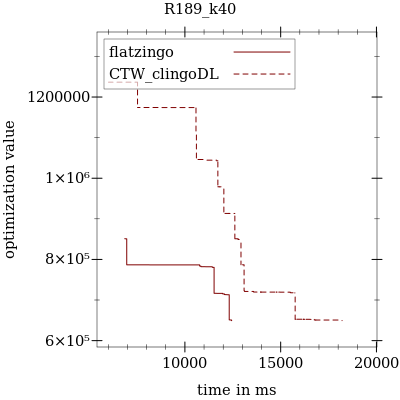 R189_k40
flatzingo
CTW_clingoDL
optimization value
1200000
1×10⁶
8×10⁵
6×10⁵
10000 15000 20000
time in ms